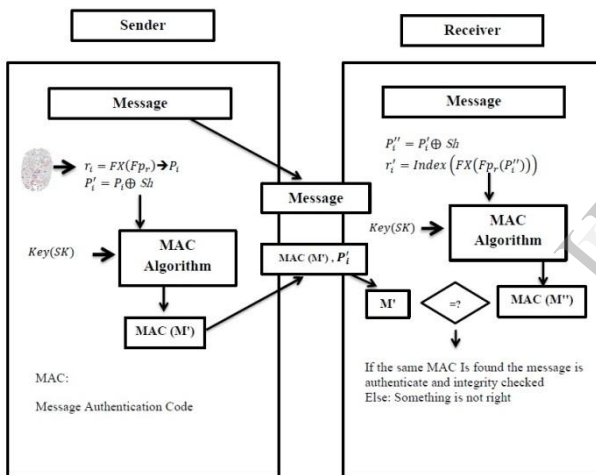 Sender
Message
r_i = FX(Fp_r)→P_i
P'_i = P_i ⊕ Sh
Key(SK)
MAC
Algorithm
MAC (M')
MAC:
Message Authentication Code
Message
MAC (M') , P'_i
Receiver
Message
P''_i = P'_i ⊕ Sh
r'_i = Index(FX(Fp_r(P''_i)))
Key(SK)
MAC
Algorithm
M'
=?
MAC (M'')
If the same MAC Is found the message is
authenticate and integrity checked
Else: Something is not right